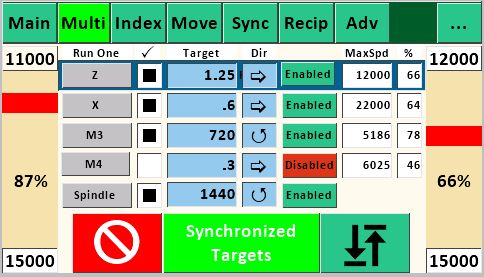 Main Multi Index Move Sync Recip Adv ...
11000 Run One ✓ Target Dir MaxSpd % 12000
Z 1.25 Enabled 12000 66
X .6 Enabled 22000 64
M3 720 Enabled 5186 78
M4 .3 Disabled 6025 46
87% 66%
Spindle 1440 Enabled
Synchronized
Targets
15000 15000